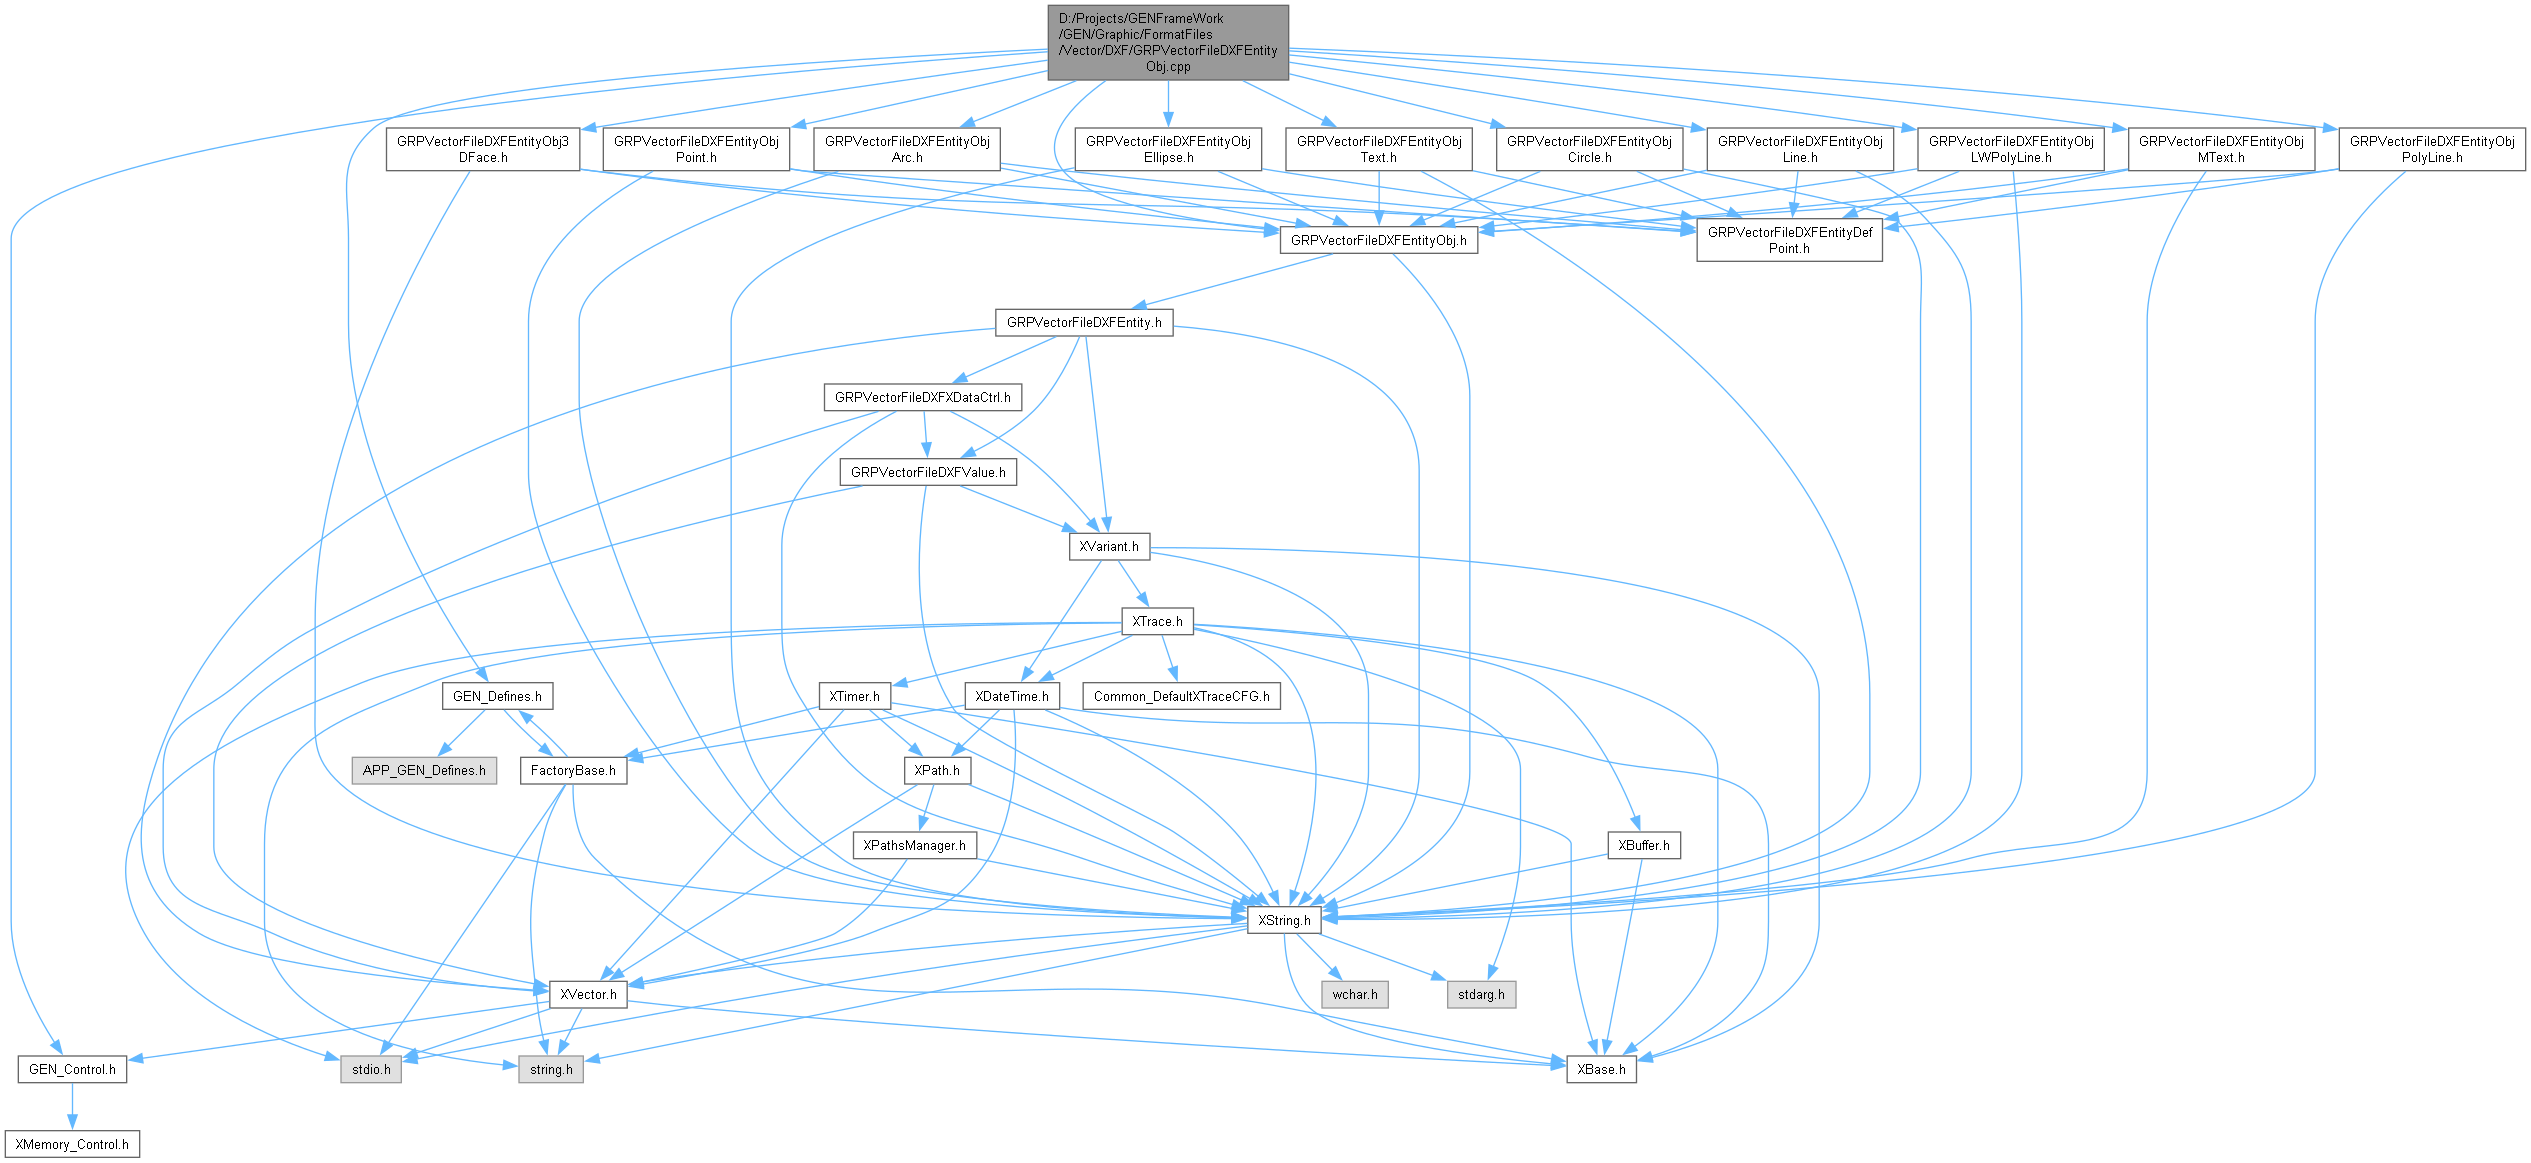 D:/Projects/GENFrameWork
/GEN/Graphic/FormatFiles
/Vector/DXF/GRPVectorFileDXFEntity
Obj.cpp
GRPVectorFileDXFEntityObj3
DFace.h
GRPVectorFileDXFEntityObj
Point.h
GRPVectorFileDXFEntityObj
Arc.h
GRPVectorFileDXFEntityObj
Ellipse.h
GRPVectorFileDXFEntityObj
Text.h
GRPVectorFileDXFEntityObj
Circle.h
GRPVectorFileDXFEntityObj
Line.h
GRPVectorFileDXFEntityObj
LWPolyLine.h
GRPVectorFileDXFEntityObj
MText.h
GRPVectorFileDXFEntityObj
PolyLine.h
GRPVectorFileDXFEntityObj.h
GRPVectorFileDXFEntityDef
Point.h
GRPVectorFileDXFEntity.h
GRPVectorFileDXFXDataCtrl.h
GRPVectorFileDXFValue.h
XVariant.h
XTrace.h
GEN_Defines.h
XTimer.h
XDateTime.h
Common_DefaultXTraceCFG.h
APP_GEN_Defines.h
FactoryBase.h
XPath.h
XPathsManager.h
XBuffer.h
XString.h
XVector.h
wchar.h
stdarg.h
GEN_Control.h
stdio.h
string.h
XBase.h
XMemory_Control.h